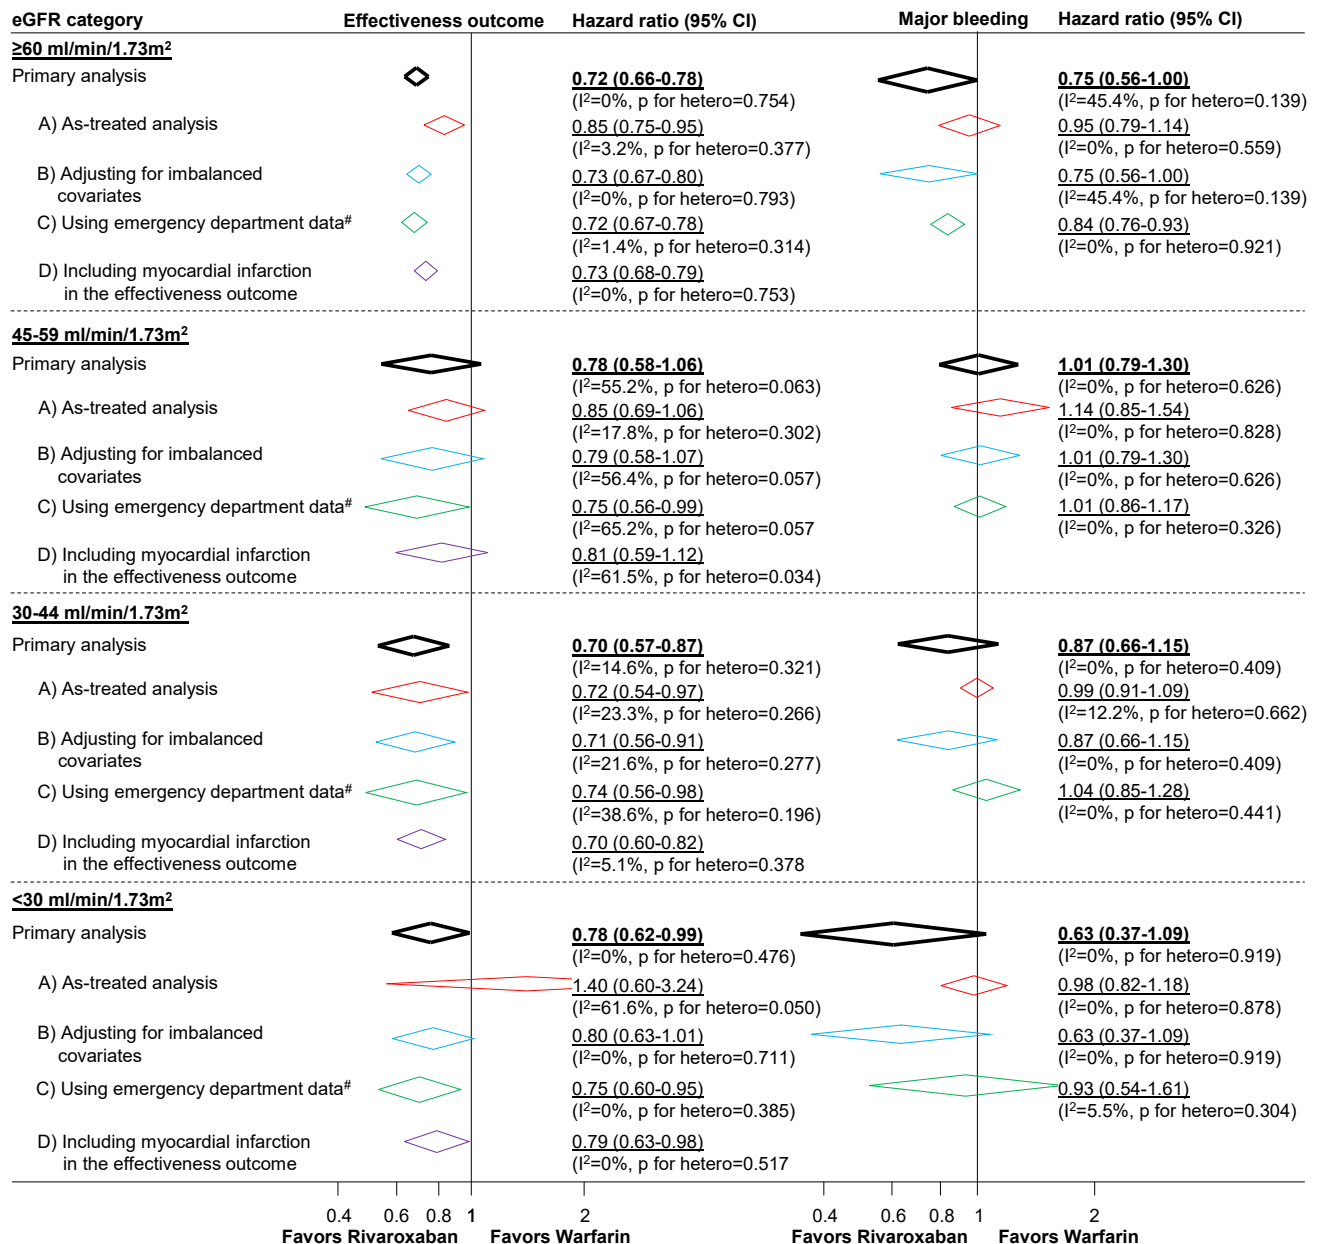 eGFR category Effectiveness outcome Hazard ratio (95% CI) Major bleeding Hazard ratio (95% CI)
≥60 ml/min/1.73m²
Primary analysis 0.72 (0.66-0.78) 0.75 (0.56-1.00)
(I²=0%, p for hetero=0.754) (I²=45.4%, p for hetero=0.139)
A) As-treated analysis 0.85 (0.75-0.95) 0.95 (0.79-1.14)
(I²=3.2%, p for hetero=0.377) (I²=0%, p for hetero=0.559)
B) Adjusting for imbalanced 0.73 (0.67-0.80) 0.75 (0.56-1.00)
covariates (I²=0%, p for hetero=0.793) (I²=45.4%, p for hetero=0.139)
C) Using emergency department data# 0.72 (0.67-0.78) 0.84 (0.76-0.93)
(I²=1.4%, p for hetero=0.314) (I²=0%, p for hetero=0.921)
D) Including myocardial infarction 0.73 (0.68-0.79)
in the effectiveness outcome (I²=0%, p for hetero=0.753)
45-59 ml/min/1.73m²
Primary analysis 0.78 (0.58-1.06) 1.01 (0.79-1.30)
(I²=55.2%, p for hetero=0.063) (I²=0%, p for hetero=0.626)
A) As-treated analysis 0.85 (0.69-1.06) 1.14 (0.85-1.54)
(I²=17.8%, p for hetero=0.302) (I²=0%, p for hetero=0.828)
B) Adjusting for imbalanced 0.79 (0.58-1.07) 1.01 (0.79-1.30)
covariates (I²=56.4%, p for hetero=0.057) (I²=0%, p for hetero=0.626)
C) Using emergency department data# 0.75 (0.56-0.99) 1.01 (0.86-1.17)
(I²=65.2%, p for hetero=0.057 (I²=0%, p for hetero=0.326)
D) Including myocardial infarction 0.81 (0.59-1.12)
in the effectiveness outcome (I²=61.5%, p for hetero=0.034)
30-44 ml/min/1.73m²
Primary analysis 0.70 (0.57-0.87) 0.87 (0.66-1.15)
(I²=14.6%, p for hetero=0.321) (I²=0%, p for hetero=0.409)
A) As-treated analysis 0.72 (0.54-0.97) 0.99 (0.91-1.09)
(I²=23.3%, p for hetero=0.266) (I²=12.2%, p for hetero=0.662)
B) Adjusting for imbalanced 0.71 (0.56-0.91) 0.87 (0.66-1.15)
covariates (I²=21.6%, p for hetero=0.277) (I²=0%, p for hetero=0.409)
C) Using emergency department data# 0.74 (0.56-0.98) 1.04 (0.85-1.28)
(I²=38.6%, p for hetero=0.196) (I²=0%, p for hetero=0.441)
D) Including myocardial infarction 0.70 (0.60-0.82)
in the effectiveness outcome (I²=5.1%, p for hetero=0.378
<30 ml/min/1.73m²
Primary analysis 0.78 (0.62-0.99) 0.63 (0.37-1.09)
(I²=0%, p for hetero=0.476) (I²=0%, p for hetero=0.919)
A) As-treated analysis 1.40 (0.60-3.24) 0.98 (0.82-1.18)
(I²=61.6%, p for hetero=0.050) (I²=0%, p for hetero=0.878)
B) Adjusting for imbalanced 0.80 (0.63-1.01) 0.63 (0.37-1.09)
covariates (I²=0%, p for hetero=0.711) (I²=0%, p for hetero=0.919)
C) Using emergency department data# 0.75 (0.60-0.95) 0.93 (0.54-1.61)
(I²=0%, p for hetero=0.385) (I²=5.5%, p for hetero=0.304)
D) Including myocardial infarction 0.79 (0.63-0.98)
in the effectiveness outcome (I²=0%, p for hetero=0.517
0.4 0.6 0.8 1 2 0.4 0.6 0.8 1 2
Favors Rivaroxaban Favors Warfarin Favors Rivaroxaban Favors Warfarin